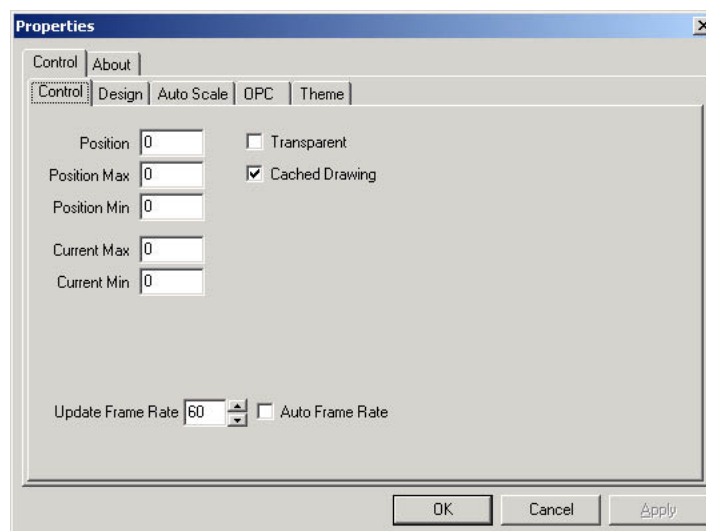 Properties
Control About
Control Design Auto Scale OPC Theme
Position 0 Transparent
Position Max 0 Cached Drawing
Position Min 0
Current Max 0
Current Min 0
Update Frame Rate 60 Auto Frame Rate
OK Cancel Apply